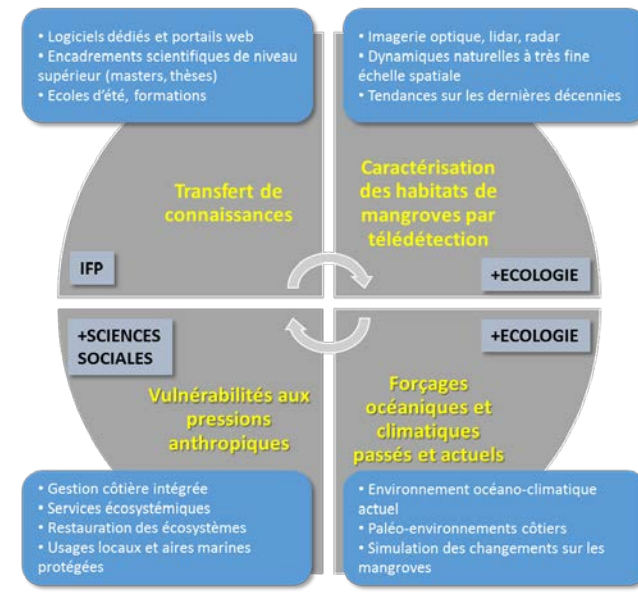 • Logiciels dédiés et portails web
• Encadrements scientifiques de niveau
supérieur (masters, thèses)
• Ecoles d'été, formations
• Imagerie optique, lidar, radar
• Dynamiques naturelles à très fine
échelle spatiale
• Tendances sur les dernières décennies
Transfert de
connaissances
Caractérisation
des habitats de
mangroves par
télédétection
IFP
+ECOLOGIE
+SCIENCES
SOCIALES
+ECOLOGIE
Vulnérabilités aux
pressions
anthropiques
Forçages
océaniques et
climatiques
passés et actuels
• Gestion côtière intégrée
• Services écosystémiques
• Restauration des écosystèmes
• Usages locaux et aires marines
protégées
• Environnement océano-climatique
actuel
• Paléo-environnements côtiers
• Simulation des changements sur les
mangroves